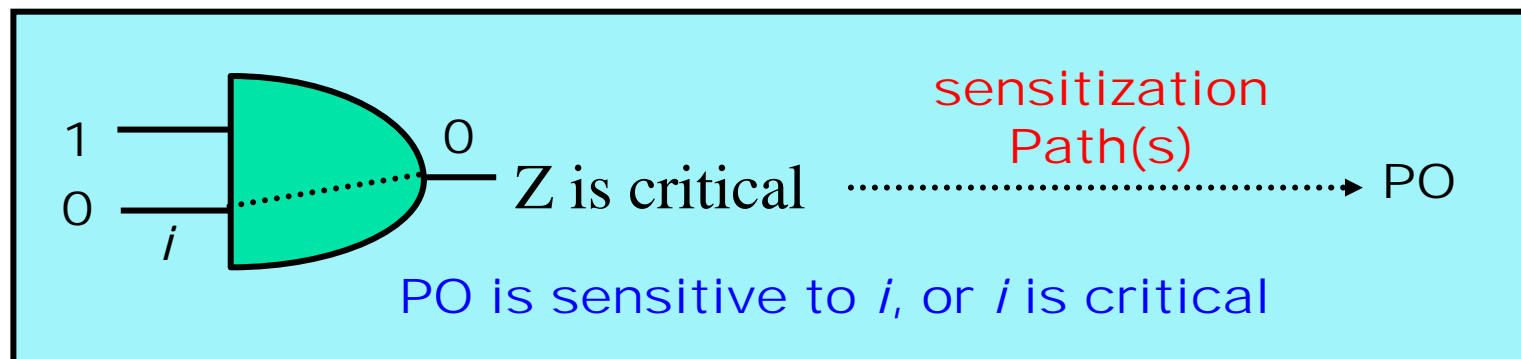 sensitization
Path(s)
1
0
0
i
Z is critical
PO
PO is sensitive to i, or i is critical